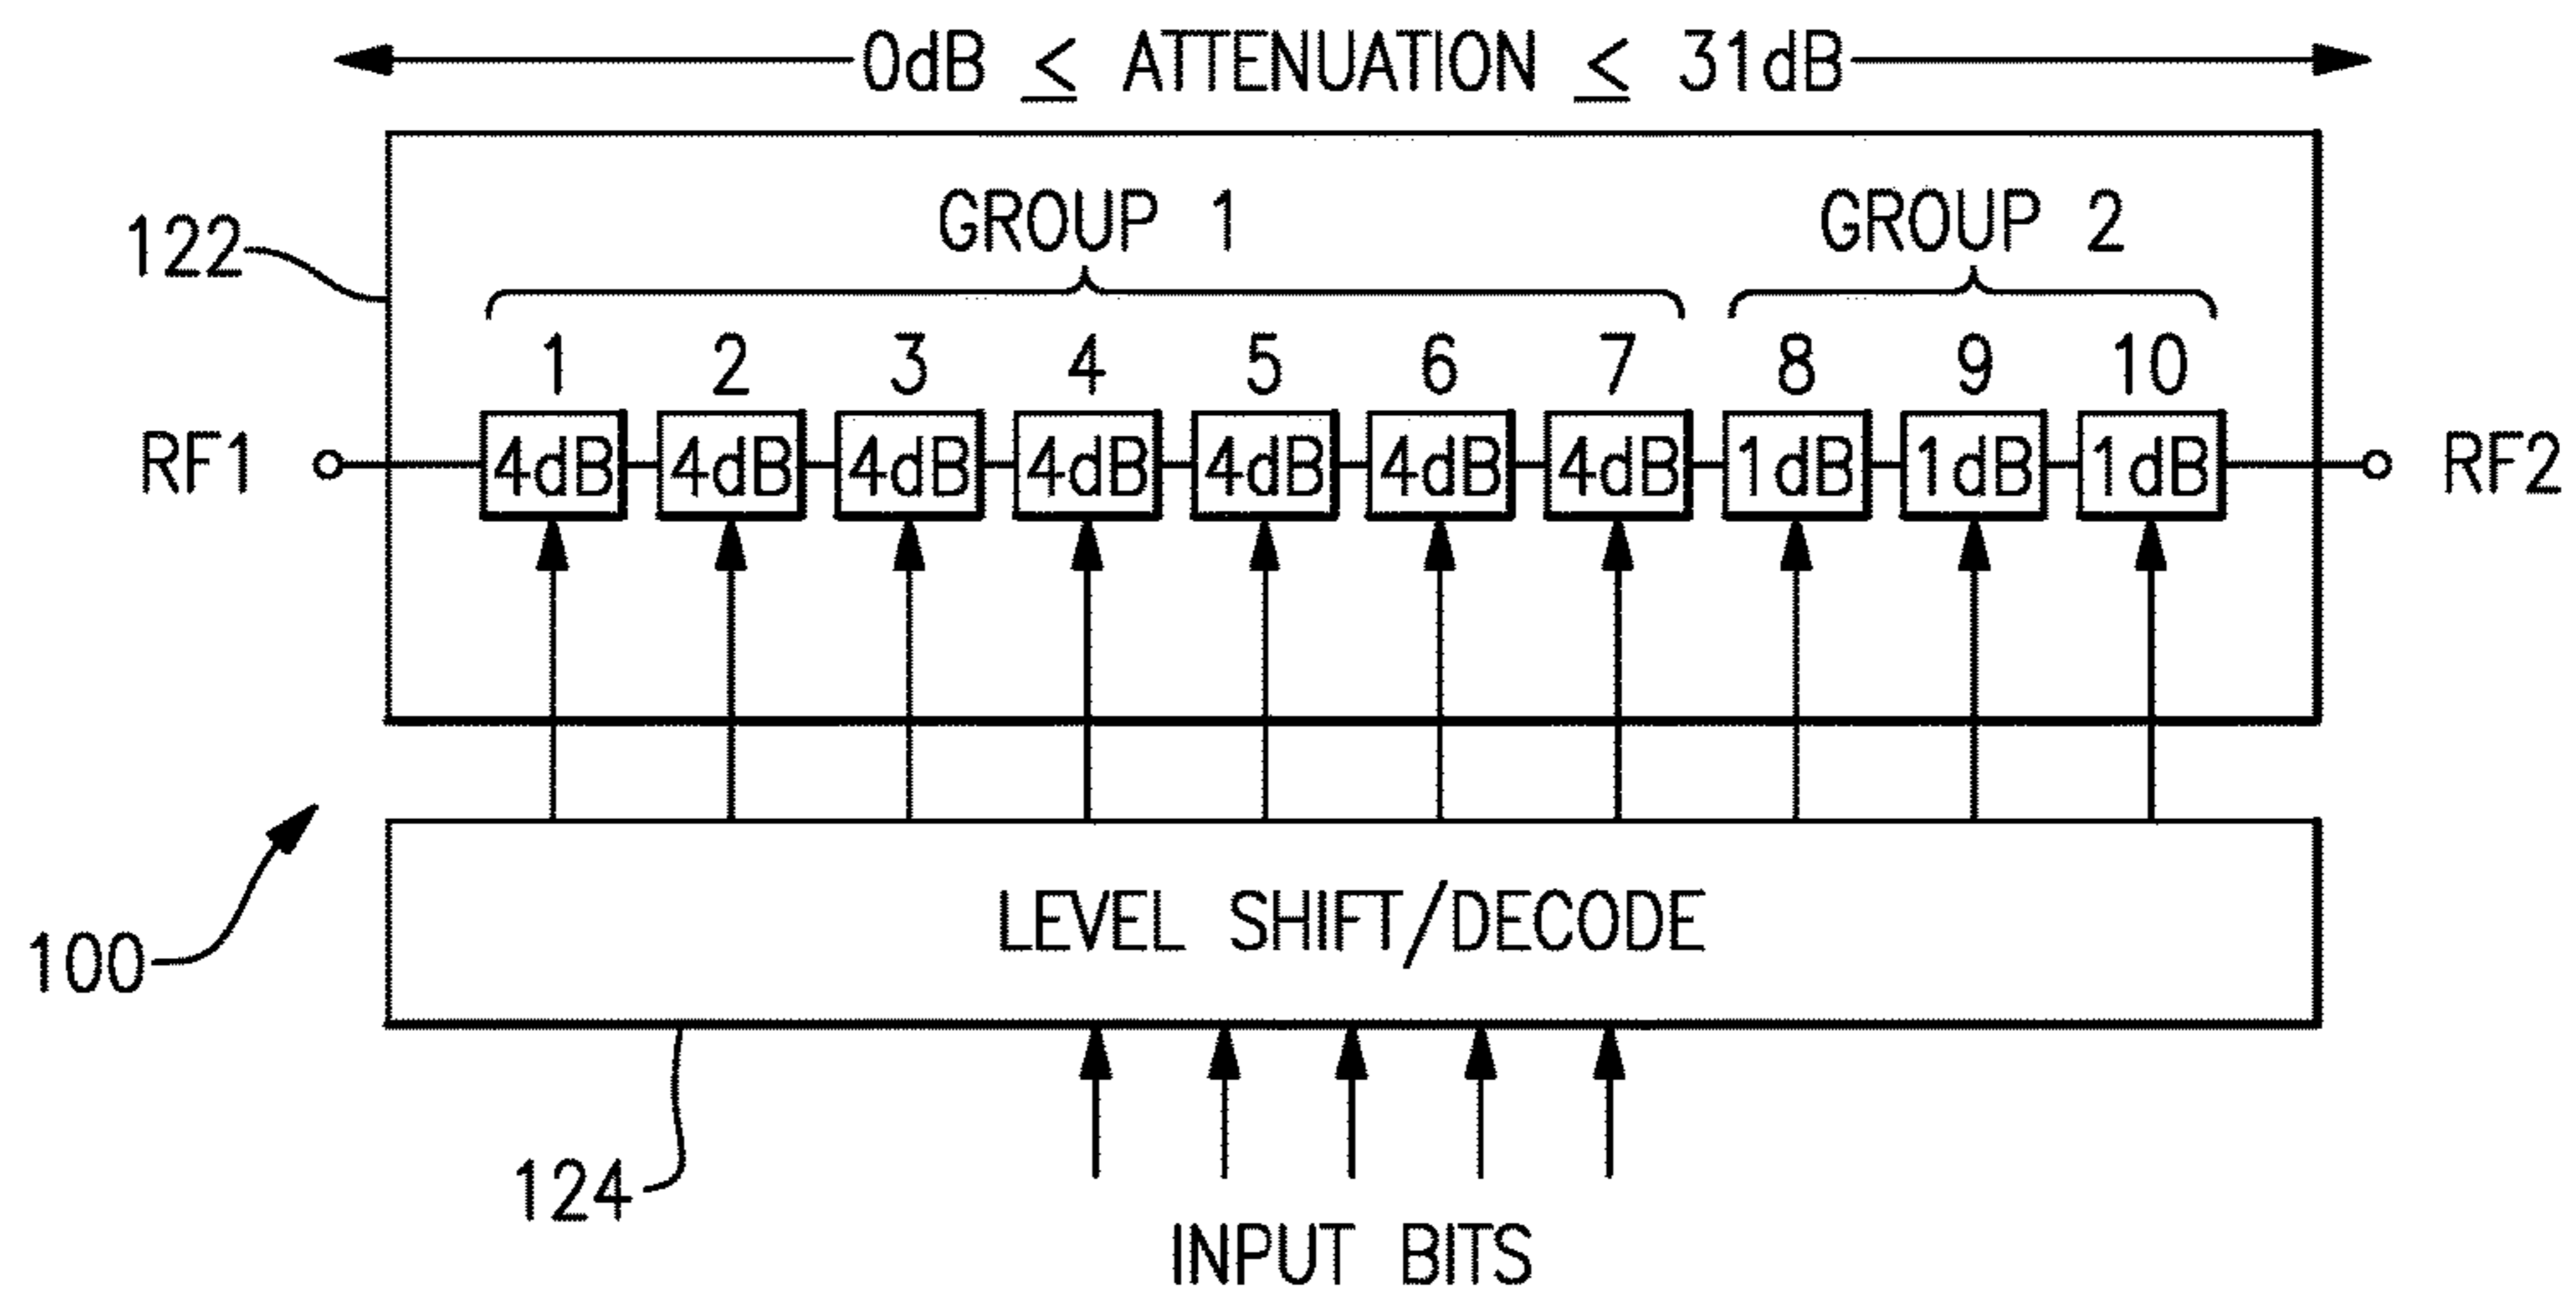 0dB ≤ ATTENUATION ≤ 31dB
GROUP 1 GROUP 2
122
1 2 3 4 5 6 7 8 9 10
RF1 4dB 4dB 4dB 4dB 4dB 4dB 4dB 1dB 1dB 1dB RF2
LEVEL SHIFT/DECODE
100
124
INPUT BITS